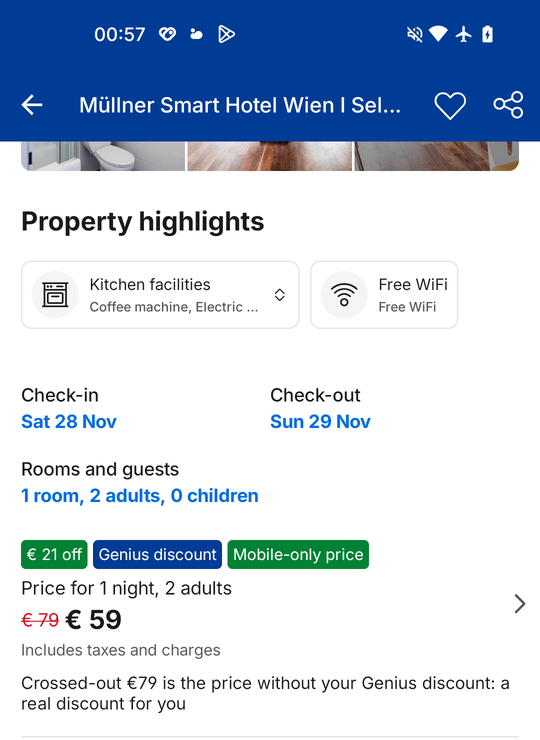 00:57
Müllner Smart Hotel Wien I Sel...
Property highlights
Kitchen facilities
Coffee machine, Electric ...
Free WiFi
Free WiFi
Check-in
Check-out
Sat 28 Nov
Sun 29 Nov
Rooms and guests
1 room, 2 adults, 0 children
€ 21 off
Genius discount
Mobile-only price
Price for 1 night, 2 adults
€ 79 € 59
Includes taxes and charges
Crossed-out €79 is the price without your Genius discount: a
real discount for you